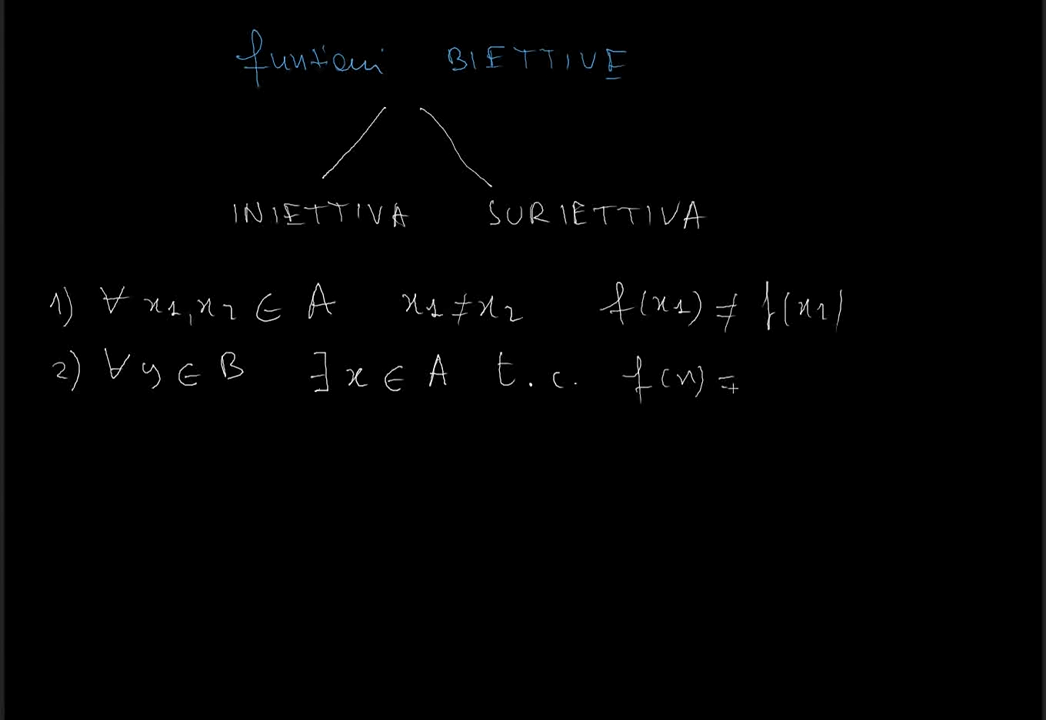 funzioni BIETTIVE
INIETTIVA SURIETTIVA
1) ∀ x1, x2 ∈ A x1 ≠ x2 f(x1) ≠ f(x2)
2) ∀ y ∈ B ∃ x ∈ A t.c. f(x) =